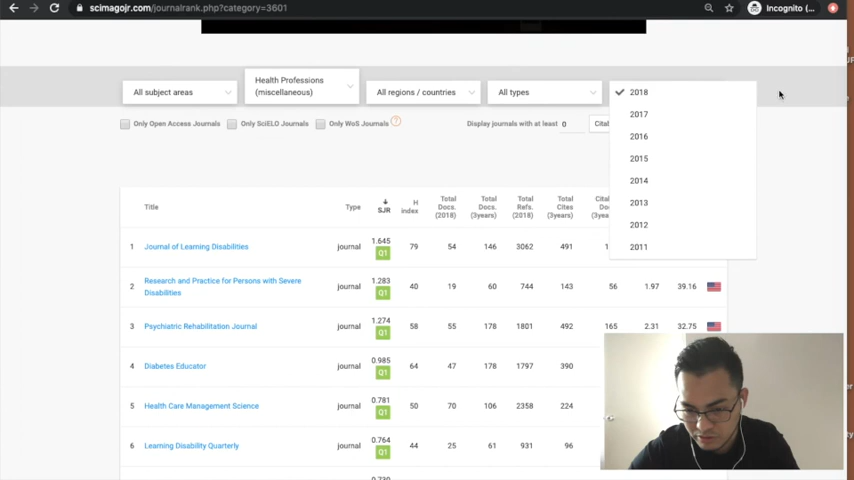 scimagojr.com/journalrank.php?category=3601
Incognito (...
All subject areas
Health Professions
(miscellaneous)
All regions / countries
All types
2018
2017
2016
2015
2014
2013
2012
2011
Only Open Access Journals
Only SciELO Journals
Only WoS Journals
?
Display journals with at least 0
Title
Type
SJR
H
index
Total
Docs.
(2018)
Total
Docs.
(3years)
Total
Refs.
(2018)
Total
Cites
(3years)
1 Journal of Learning Disabilities journal 1.645 Q1 79 54 146 3062 491
2 Research and Practice for Persons with Severe
Disabilities journal 1.283 Q1 40 19 60 744 143 56 1.97 39.16
3 Psychiatric Rehabilitation Journal journal 1.274 Q1 58 55 178 1801 492 165 2.31 32.75
4 Diabetes Educator journal 0.985 Q1 64 47 178 1797 390
5 Health Care Management Science journal 0.781 Q1 50 70 106 2358 224
6 Learning Disability Quarterly journal 0.764 Q1 44 25 61 931 96